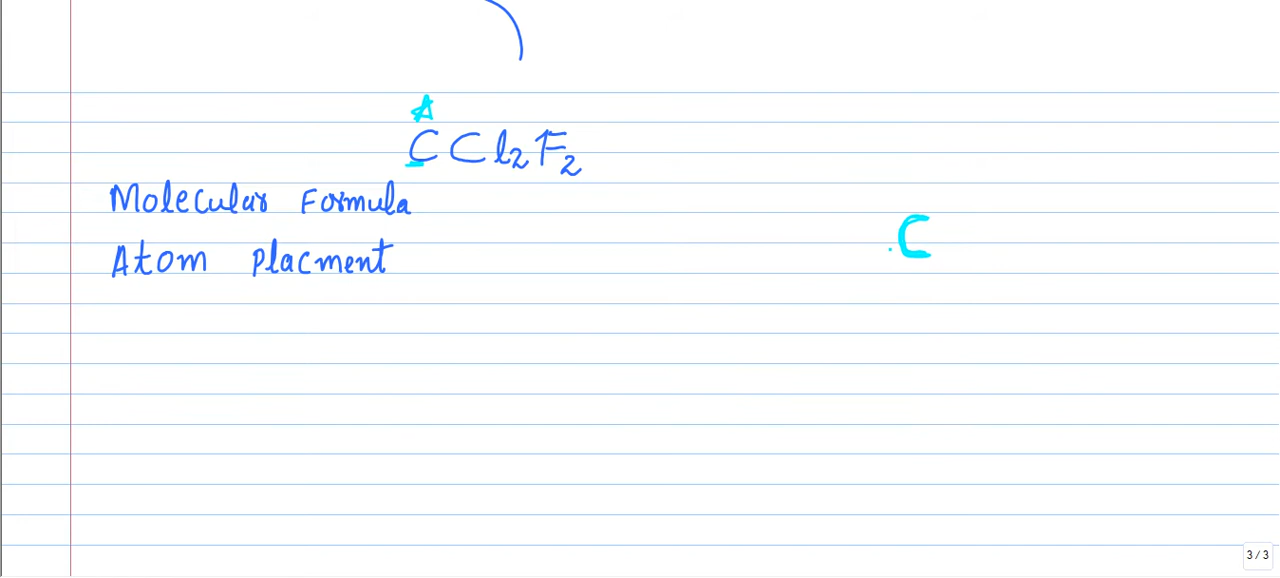 A
CCl₂F₂
Molecular Formula
Atom Placment
C
3 / 3